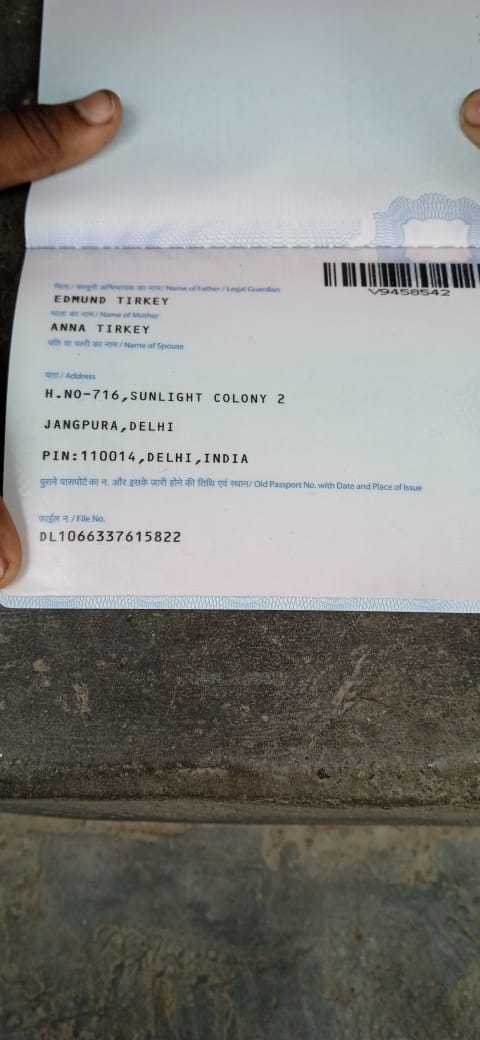 V9458542
पिता / कानूनी अभिभावक का नाम / Name of Father / Legal Guardian
EDMUND TIRKEY
माता का नाम / Name of Mother
ANNA TIRKEY
पति या पत्नी का नाम / Name of Spouse
पता / Address
H.NO-716,SUNLIGHT COLONY 2
JANGPURA,DELHI
PIN:110014,DELHI,INDIA
पुराने पासपोर्ट का न. और इसके जारी होने की तिथि एवं स्थान/ Old Passport No. with Date and Place of Issue
फाईल न / File No.
DL1066337615822